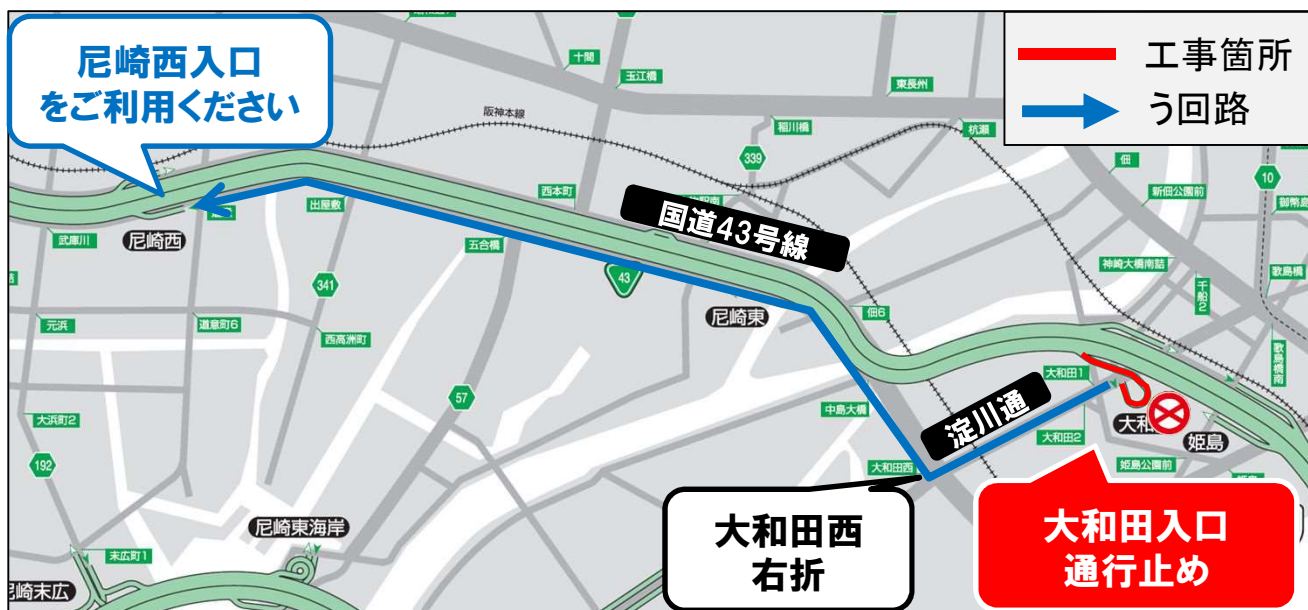 尼崎西入口
をご利用ください
工事箇所
う回路
十間
玉江橋
東長州
阪神本線
稲川橋
杭瀬
339
佃
10
新佃公園前
御幣島
西本町
出屋敷
国道43号線
武庫川
尼崎西
五合橋
43
神崎大橋南詰
歌島橋
千船2
341
尼崎東
佃6
元浜
道意町6
西高洲町
歌島橋南
大和田1
57
中島大橋
淀川通
大浜町2
大和
姫島
大和田2
192
大和田西
姫島公園前
大和田西
右折
大和田入口
通行止め
尼崎東海岸
末広町1
尼崎末広